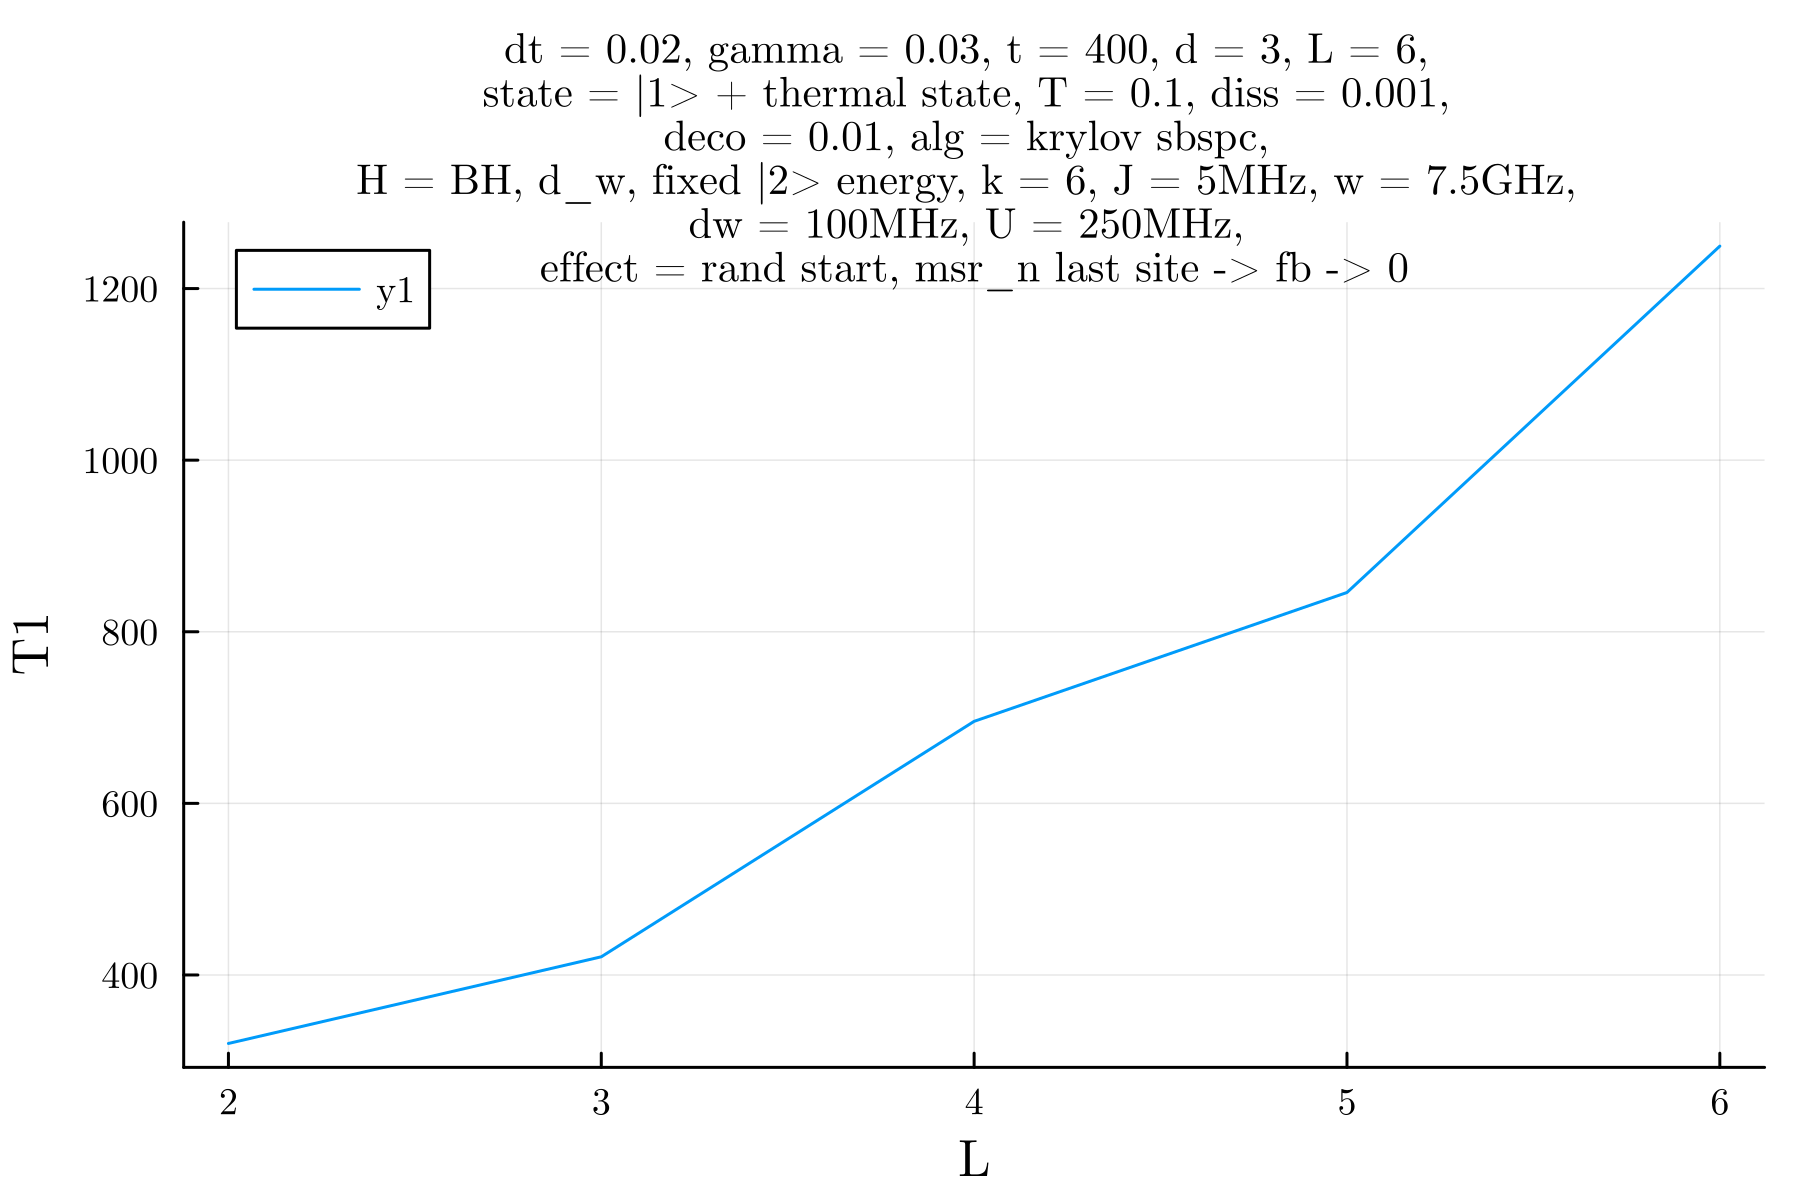 dt = 0.02, gamma = 0.03, t = 400, d = 3, L = 6,
state = |1> + thermal state, T = 0.1, diss = 0.001,
deco = 0.01, alg = krylov sbspc,
H = BH, d_w, fixed |2> energy, k = 6, J = 5MHz, w = 7.5GHz,
dw = 100MHz, U = 250MHz,
effect = rand start, msr_n last site -> fb -> 0
y1
1200
1000
800
600
400
T1
2 3 4 5 6
L